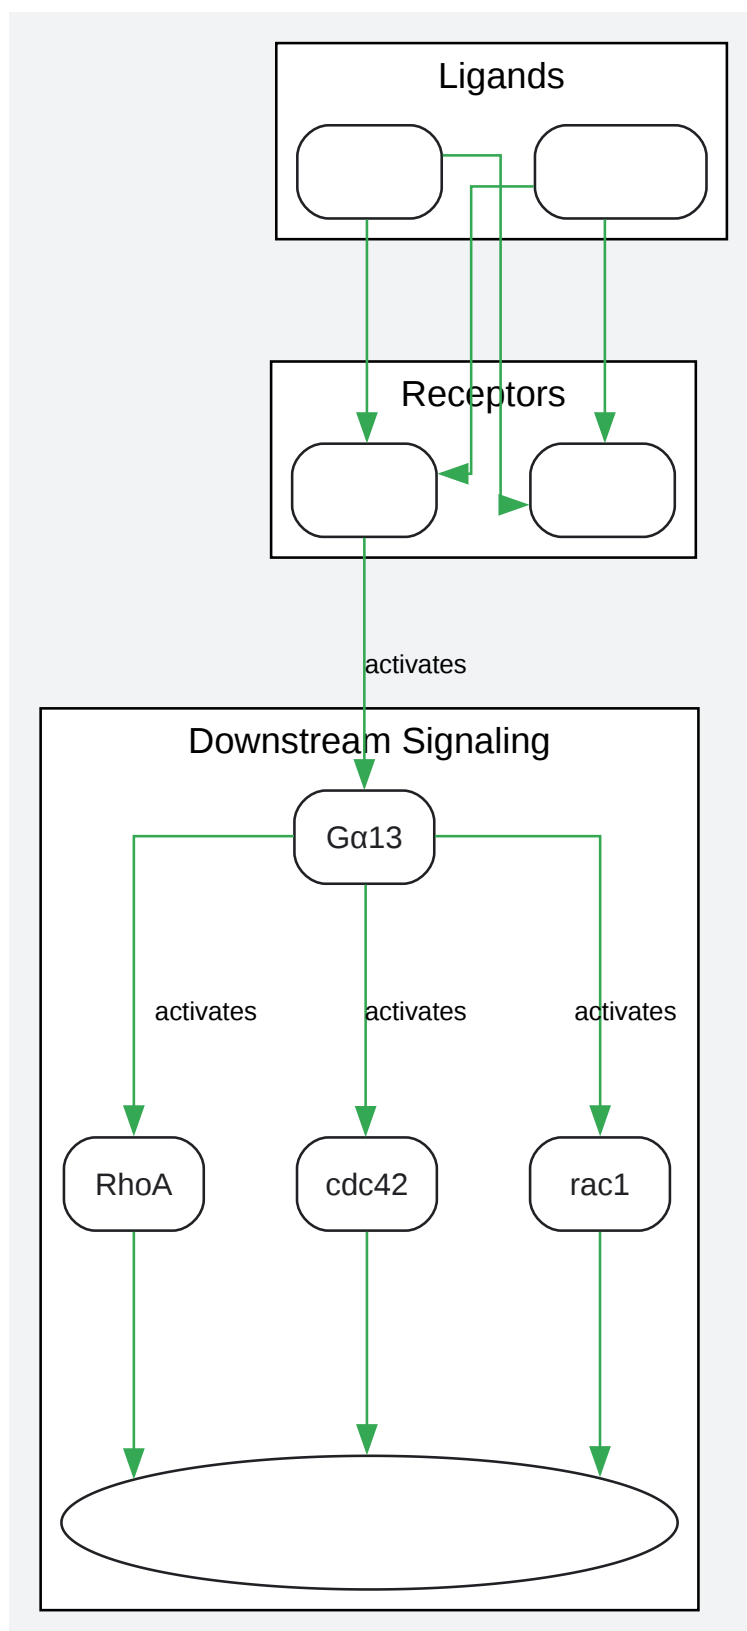 Ligands
Receptors
activates
Downstream Signaling
Gα13
activates
activates
activates
RhoA
cdc42
rac1